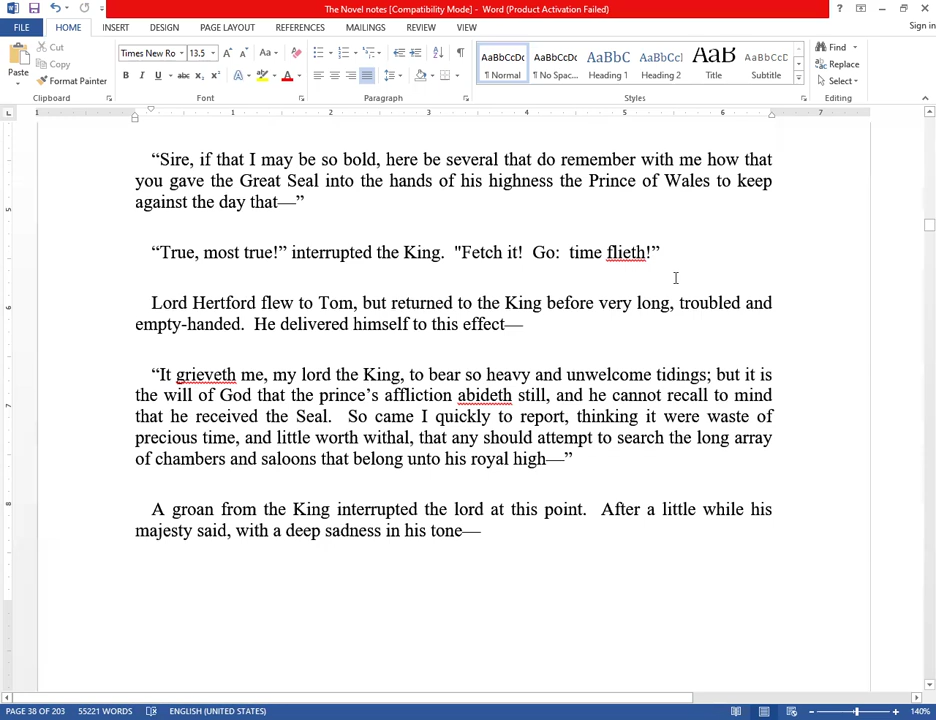 The Novel notes [Compatibility Mode] - Word (Product Activation Failed)
Sign in
FILE HOME INSERT DESIGN PAGE LAYOUT REFERENCES MAILINGS REVIEW VIEW
Paste
Cut
Copy
Format Painter
Clipboard
Times New Ro 13.5
Font
Paragraph
AaBbCcDc AaBbCcDc AaBbC AaBbCcI AaB AaBbCcD
¶ Normal ¶ No Spac... Heading 1 Heading 2 Title Subtitle
Styles
Find
Replace
Select
Editing
1 1 2 3 4 5 6 7
“Sire, if that I may be so bold, here be several that do remember with me how that
you gave the Great Seal into the hands of his highness the Prince of Wales to keep
against the day that—”
“True, most true!” interrupted the King.  "Fetch it!  Go:  time flieth!”
Lord Hertford flew to Tom, but returned to the King before very long, troubled and
empty-handed.  He delivered himself to this effect—
“It grieveth me, my lord the King, to bear so heavy and unwelcome tidings; but it is
the will of God that the prince’s affliction abideth still, and he cannot recall to mind
that he received the Seal.  So came I quickly to report, thinking it were waste of
precious time, and little worth withal, that any should attempt to search the long array
of chambers and saloons that belong unto his royal high—”
A groan from the King interrupted the lord at this point.  After a little while his
majesty said, with a deep sadness in his tone—
PAGE 38 OF 203 55221 WORDS ENGLISH (UNITED STATES) 140%